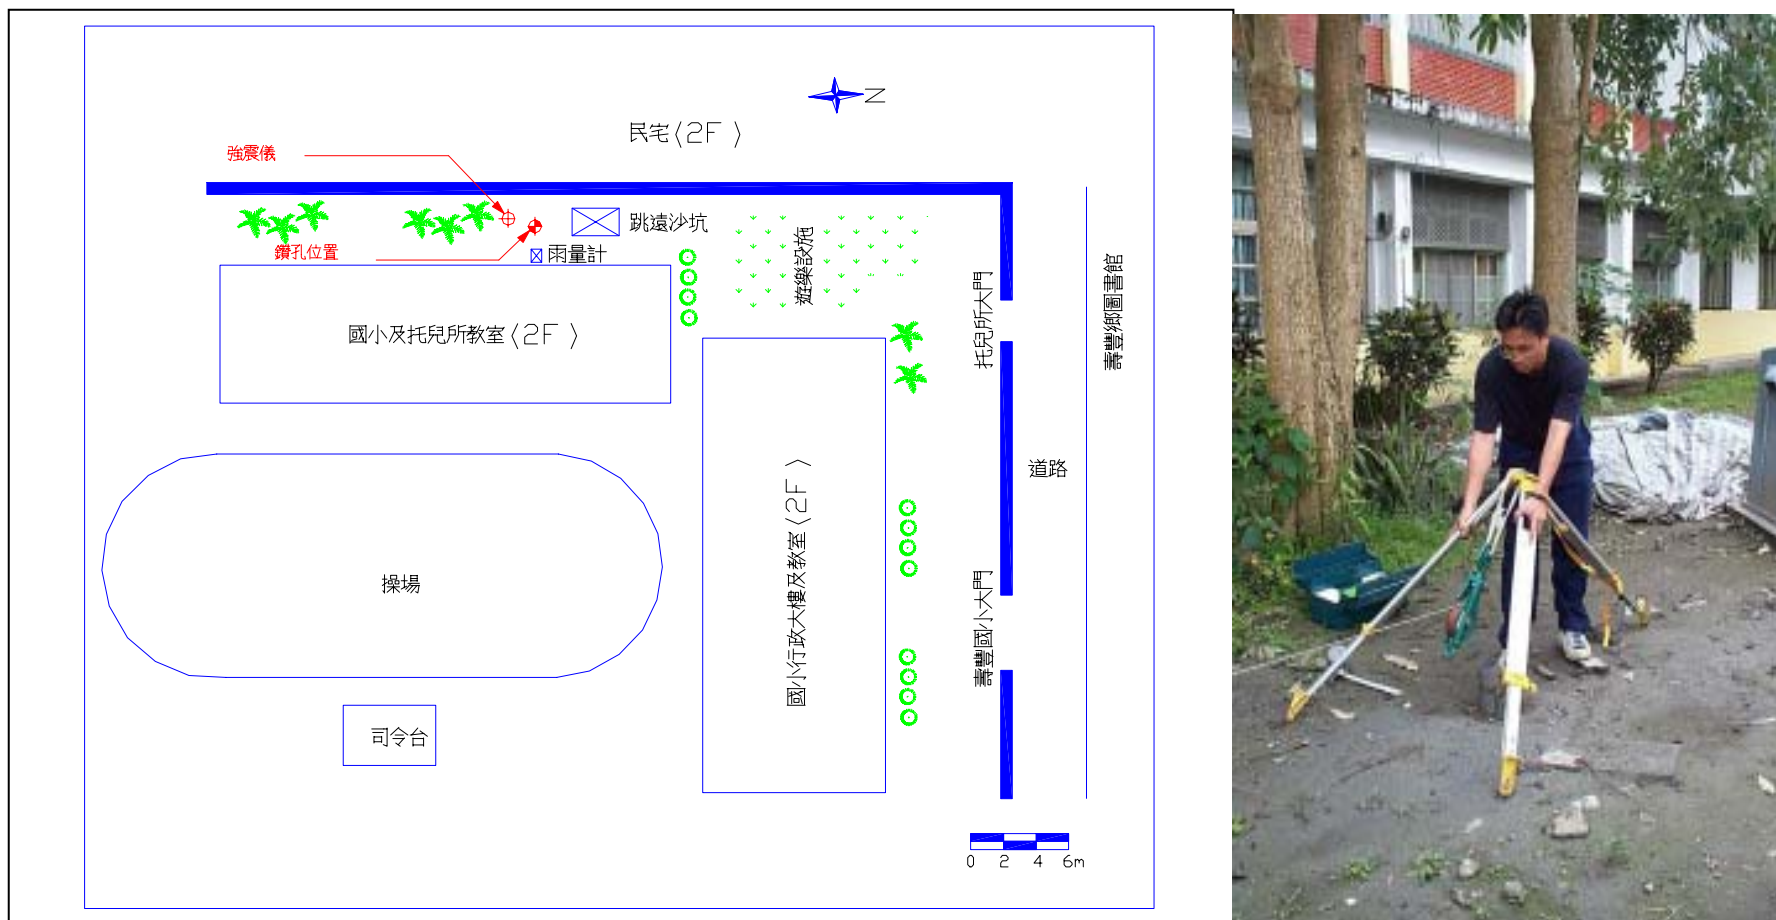 N
民宅〈2F 〉
強震儀
跳遠沙坑
鑽孔位置
雨量計
遊樂設施
托兒所大門
壽豐鄉圖書館
國小及托兒所教室〈2F 〉
道路
國小行政大樓及教室〈2F 〉
操場
壽豐國小大門
司令台
0 2 4 6m